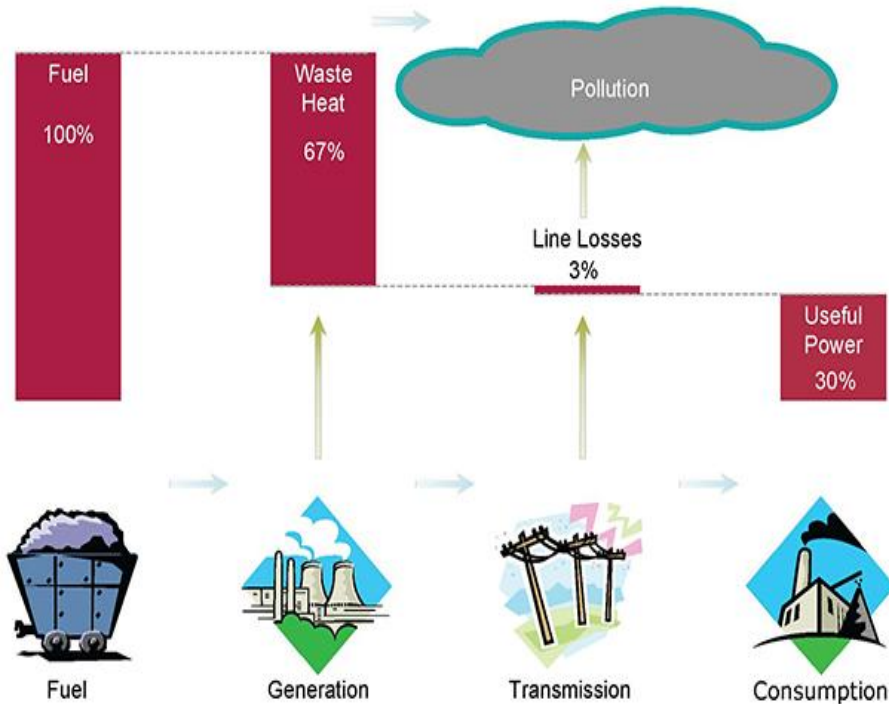 Fuel
100%
Waste
Heat
67%
Pollution
Line Losses
3%
Useful
Power
30%
Fuel
Generation
Transmission
Consumption